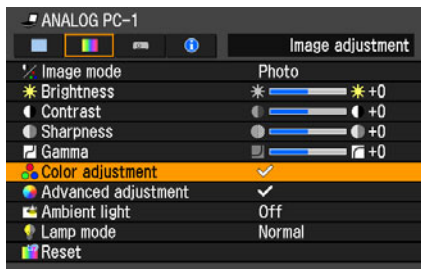 ANALOG PC-1
Image adjustment
Image mode Photo
Brightness +0
Contrast +0
Sharpness +0
Gamma +0
Color adjustment
Advanced adjustment
Ambient light Off
Lamp mode Normal
Reset